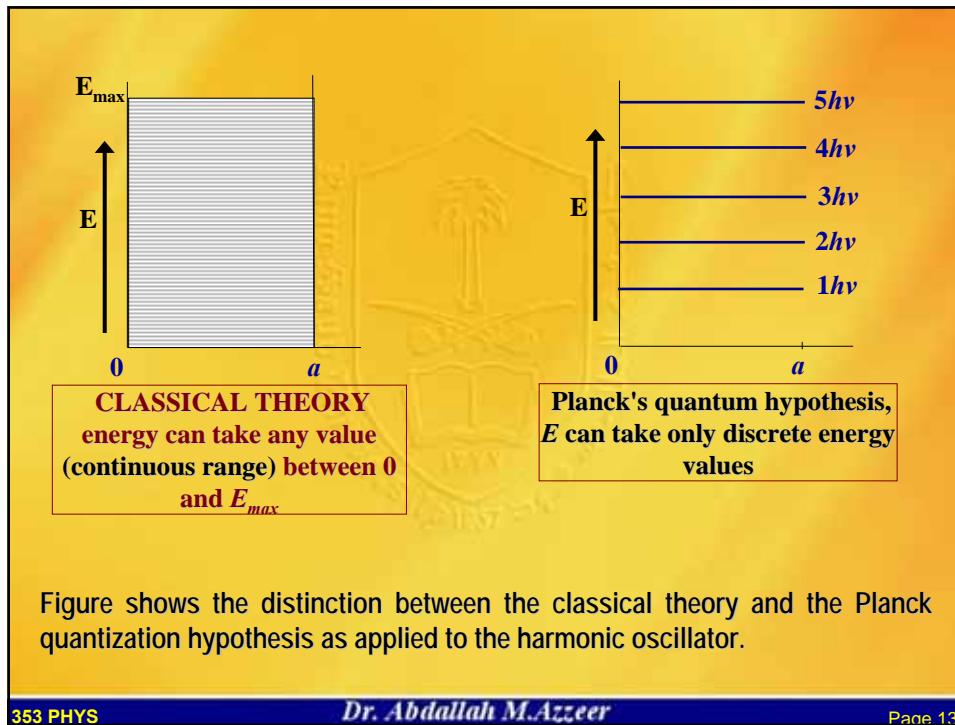 E_max
E
0
a
CLASSICAL THEORY
energy can take any value
(continuous range) between 0
and E_max
5hν
4hν
3hν
2hν
1hν
E
0
a
Planck's quantum hypothesis,
E can take only discrete energy
values
Figure shows the distinction between the classical theory and the Planck
quantization hypothesis as applied to the harmonic oscillator.
353 PHYS
Dr. Abdallah M.Azzeer
Page 13